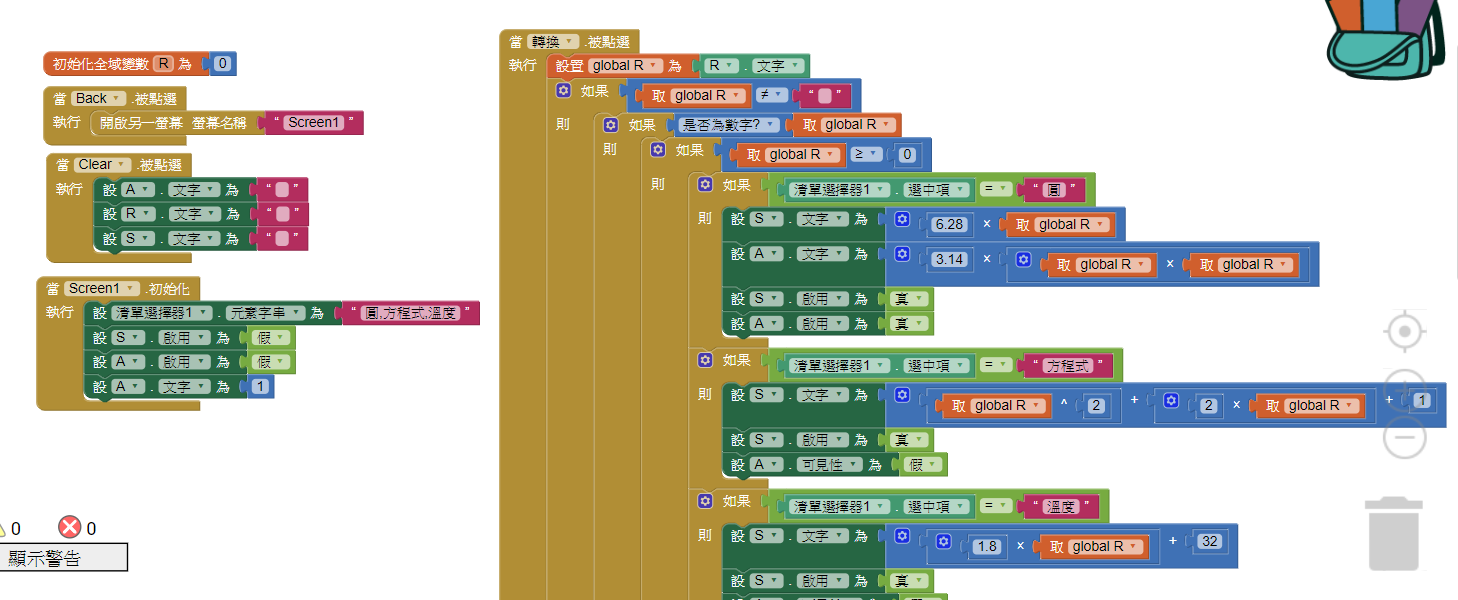 初始化全域變數 R 為 0
當 Back .被點選
執行 開啟另一螢幕 螢幕名稱 “ Screen1 ”
當 Clear .被點選
執行 設 A . 文字 為 “ ”
設 R . 文字 為 “ ”
設 S . 文字 為 “ ”
當 Screen1 .初始化
執行 設 清單選擇器1 . 元素字串 為 “ 圓,方程式,溫度 ”
設 S . 啟用 為 假
設 A . 啟用 為 假
設 A . 文字 為 1
0 0
顯示警告
當 轉換 .被點選
執行 設置 global R 為 R . 文字
如果 取 global R ≠ “ ”
則 如果 是否為數字? 取 global R
則 如果 取 global R ≥ 0
則 如果 清單選擇器1 . 選中項 = “ 圓 ”
則 設 S . 文字 為 6.28 × 取 global R
設 A . 文字 為 3.14 × 取 global R × 取 global R
設 S . 啟用 為 真
設 A . 啟用 為 真
如果 清單選擇器1 . 選中項 = “ 方程式 ”
則 設 S . 文字 為 取 global R ^ 2 + 2 × 取 global R + 1
設 S . 啟用 為 真
設 A . 可見性 為 假
如果 清單選擇器1 . 選中項 = “ 溫度 ”
則 設 S . 文字 為 1.8 × 取 global R + 32
設 S . 啟用 為 真